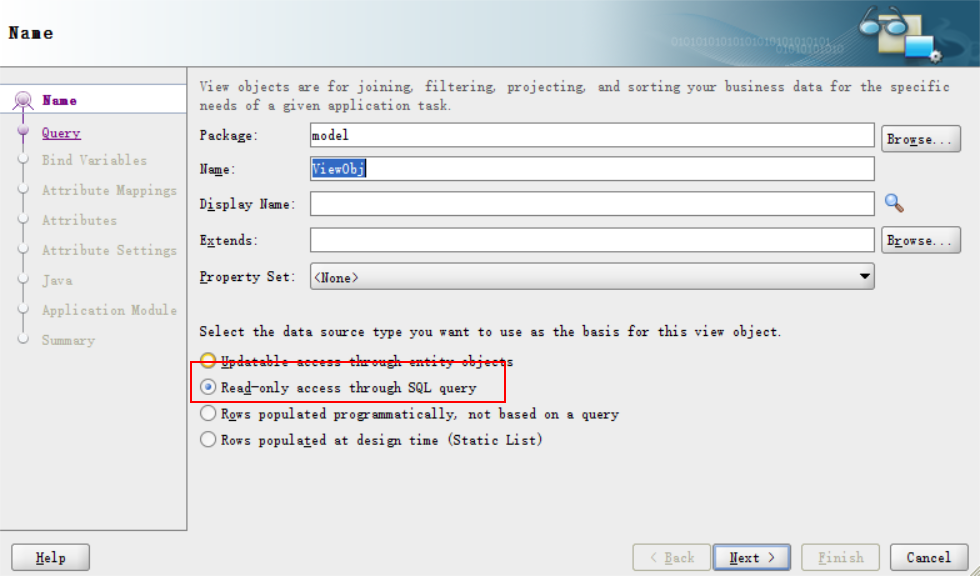 Name
View objects are for joining, filtering, projecting, and sorting your business data for the specific
needs of a given application task.
Name
Query
Bind Variables
Attribute Mappings
Attributes
Attribute Settings
Java
Application Module
Summary
Package: model Browse...
Name: ViewObj
Display Name:
Extends: Browse...
Property Set: <None>
Select the data source type you want to use as the basis for this view object.
Updatable access through entity objects
Read-only access through SQL query
Rows populated programmatically, not based on a query
Rows populated at design time (Static List)
Help < Back Next > Finish Cancel